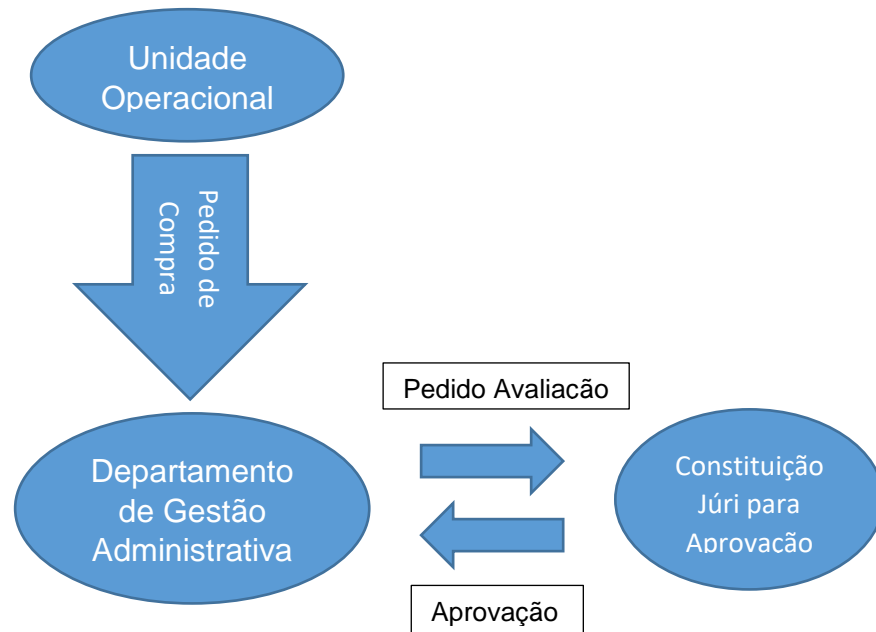 Unidade
Operacional
Pedido de
Compra
Pedido Avaliacão
Departamento
de Gestão
Administrativa
Constituição
Júri para
Aprovação
Aprovação